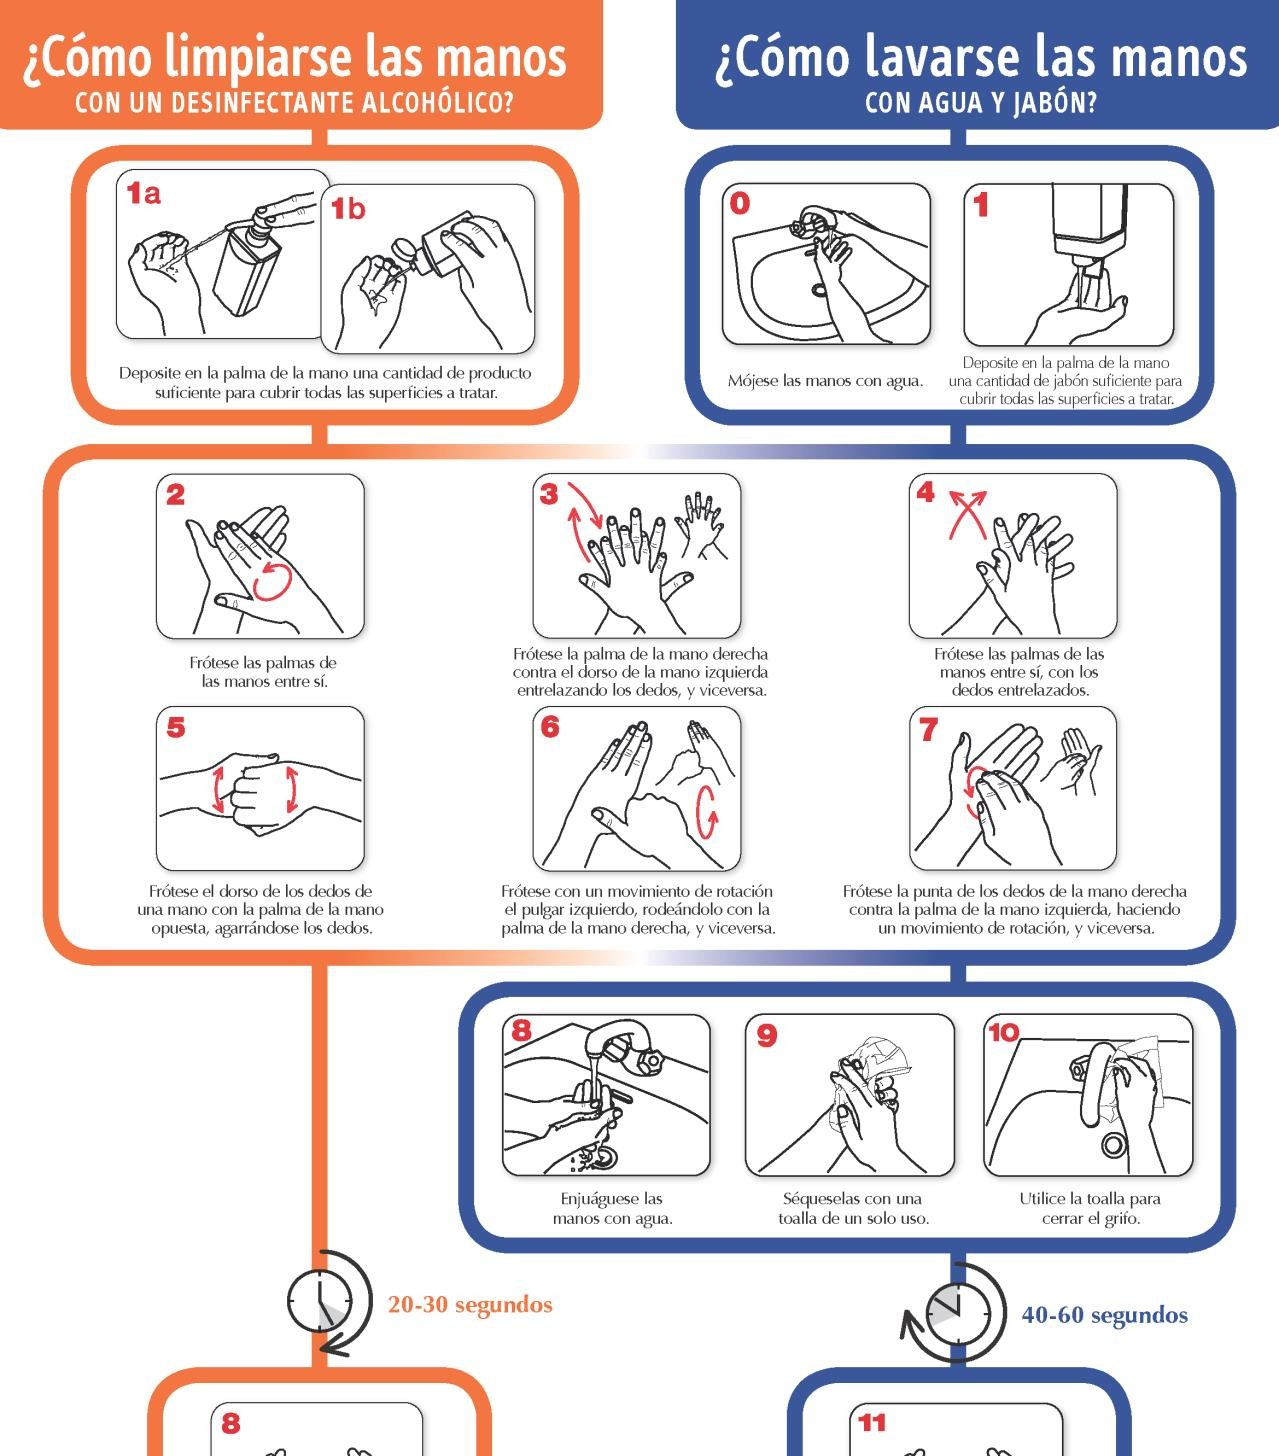 ¿Cómo limpiarse las manos
CON UN DESINFECTANTE ALCOHÓLICO?
¿Cómo lavarse las manos
CON AGUA Y JABÓN?
1a
1b
Deposite en la palma de la mano una cantidad de producto
suficiente para cubrir todas las superficies a tratar.
0
Mójese las manos con agua.
1
Deposite en la palma de la mano
una cantidad de jabón suficiente para
cubrir todas las superficies a tratar.
2
Frótese las palmas de
las manos entre sí.
3
Frótese la palma de la mano derecha
contra el dorso de la mano izquierda
entrelazando los dedos, y viceversa.
4
Frótese las palmas de las
manos entre sí, con los
dedos entrelazados.
5
Frótese el dorso de los dedos de
una mano con la palma de la mano
opuesta, agarrándose los dedos.
6
Frótese con un movimiento de rotación
el pulgar izquierdo, rodeándolo con la
palma de la mano derecha, y viceversa.
7
Frótese la punta de los dedos de la mano derecha
contra la palma de la mano izquierda, haciendo
un movimiento de rotación, y viceversa.
8
Enjuáguese las
manos con agua.
9
Séqueselas con una
toalla de un solo uso.
10
Utilice la toalla para
cerrar el grifo.
20-30 segundos
40-60 segundos
8
11